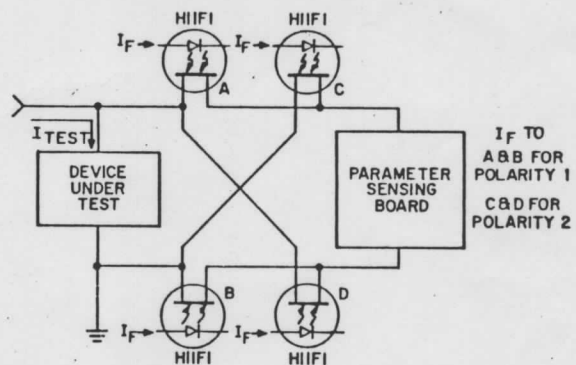 H11F1
H11F1
IF
IF
A
C
ITEST
DEVICE
UNDER
TEST
PARAMETER
SENSING
BOARD
IF TO
A&B FOR
POLARITY 1
C&D FOR
POLARITY 2
B
D
IF
IF
H11F1
H11F1